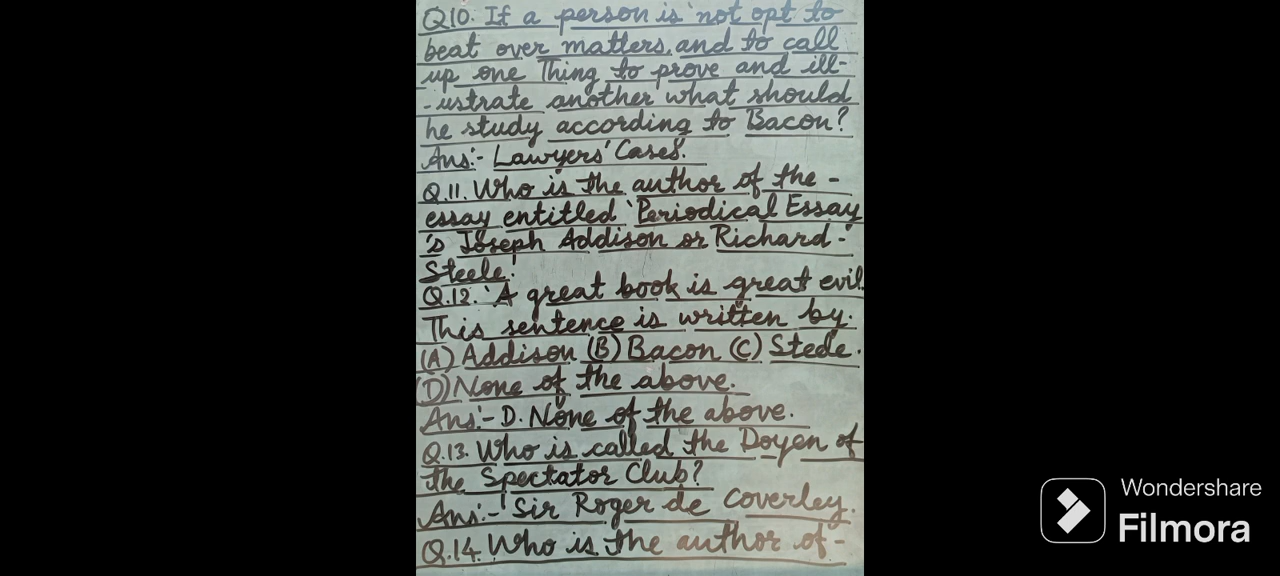 Q10. If a person is not opt to
beat over matters, and to call
up one Thing to prove and ill-
-ustrate another what should
he study according to Bacon?
Ans:- Lawyers' Cases.
Q.11. Who is the author of the -
essay entitled 'Periodical Essay
's Joseph Addison or Richard -'
Steele!
Q.12. 'A great book is great evil.
This sentence is written by.
(A) Addison (B) Bacon (C) Steele.
(D) None of the above.
Ans:- D. None of the above.
Q.13. Who is called the Doyen of
the Spectator Club?
Ans:- 'Sir Roger de Coverley.
Q.14. Who is the author of -
Wondershare
Filmora